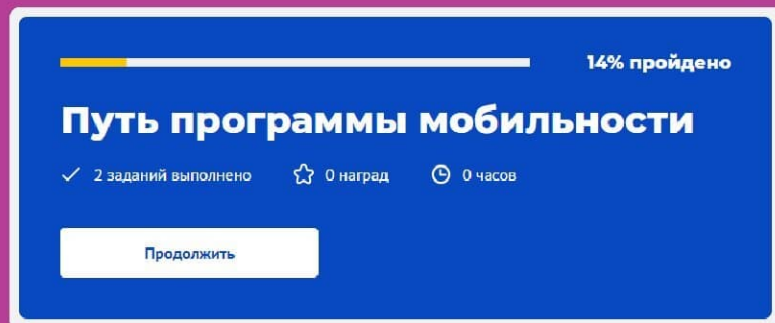 14% пройдено
Путь программы мобильности
2 заданий выполнено 0 наград 0 часов
Продолжить